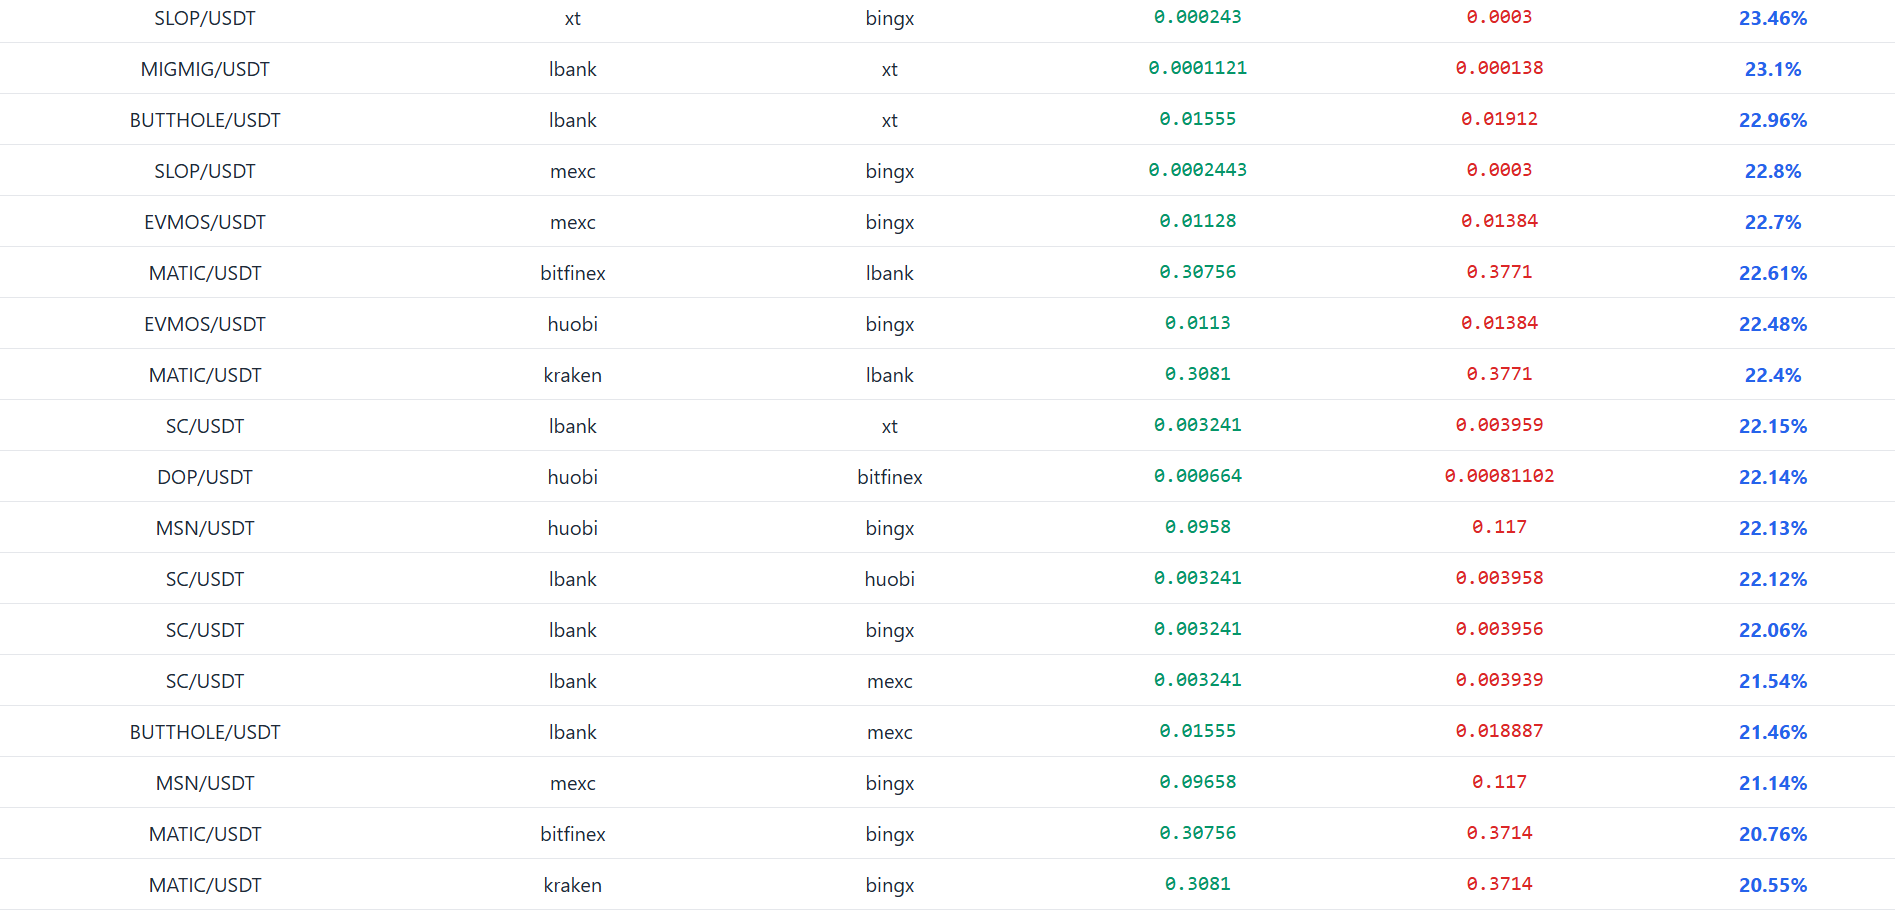 SLOP/USDT xt bingx 0.000243 0.0003 23.46%
MIGMIG/USDT lbank xt 0.0001121 0.000138 23.1%
BUTTHOLE/USDT lbank xt 0.01555 0.01912 22.96%
SLOP/USDT mexc bingx 0.0002443 0.0003 22.8%
EVMOS/USDT mexc bingx 0.01128 0.01384 22.7%
MATIC/USDT bitfinex lbank 0.30756 0.3771 22.61%
EVMOS/USDT huobi bingx 0.0113 0.01384 22.48%
MATIC/USDT kraken lbank 0.3081 0.3771 22.4%
SC/USDT lbank xt 0.003241 0.003959 22.15%
DOP/USDT huobi bitfinex 0.000664 0.00081102 22.14%
MSN/USDT huobi bingx 0.0958 0.117 22.13%
SC/USDT lbank huobi 0.003241 0.003958 22.12%
SC/USDT lbank bingx 0.003241 0.003956 22.06%
SC/USDT lbank mexc 0.003241 0.003939 21.54%
BUTTHOLE/USDT lbank mexc 0.01555 0.018887 21.46%
MSN/USDT mexc bingx 0.09658 0.117 21.14%
MATIC/USDT bitfinex bingx 0.30756 0.3714 20.76%
MATIC/USDT kraken bingx 0.3081 0.3714 20.55%